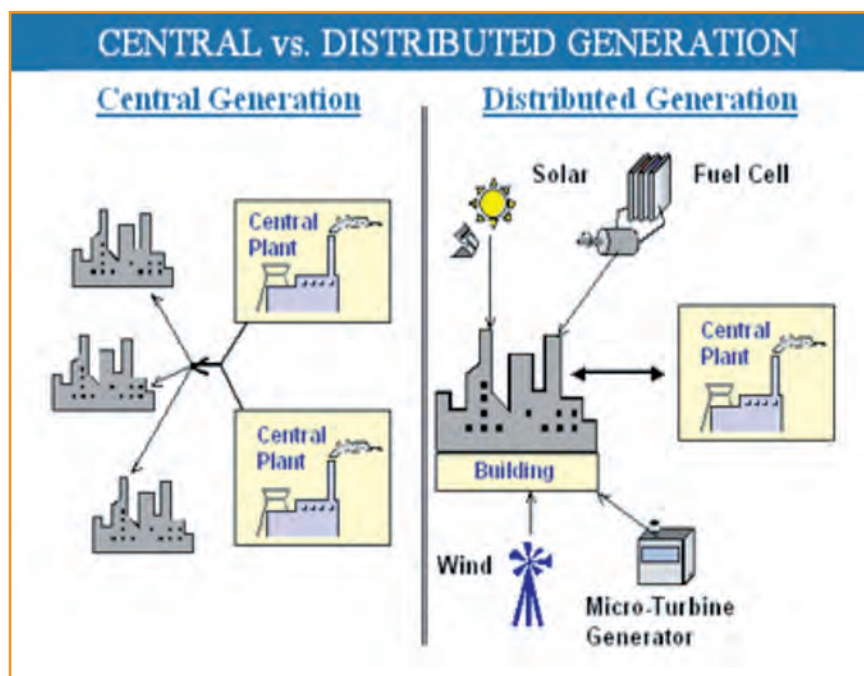 CENTRAL vs. DISTRIBUTED GENERATION
Central Generation
Central
Plant
Central
Plant
Distributed Generation
Solar
Fuel Cell
Central
Plant
Building
Wind
Micro-Turbine
Generator